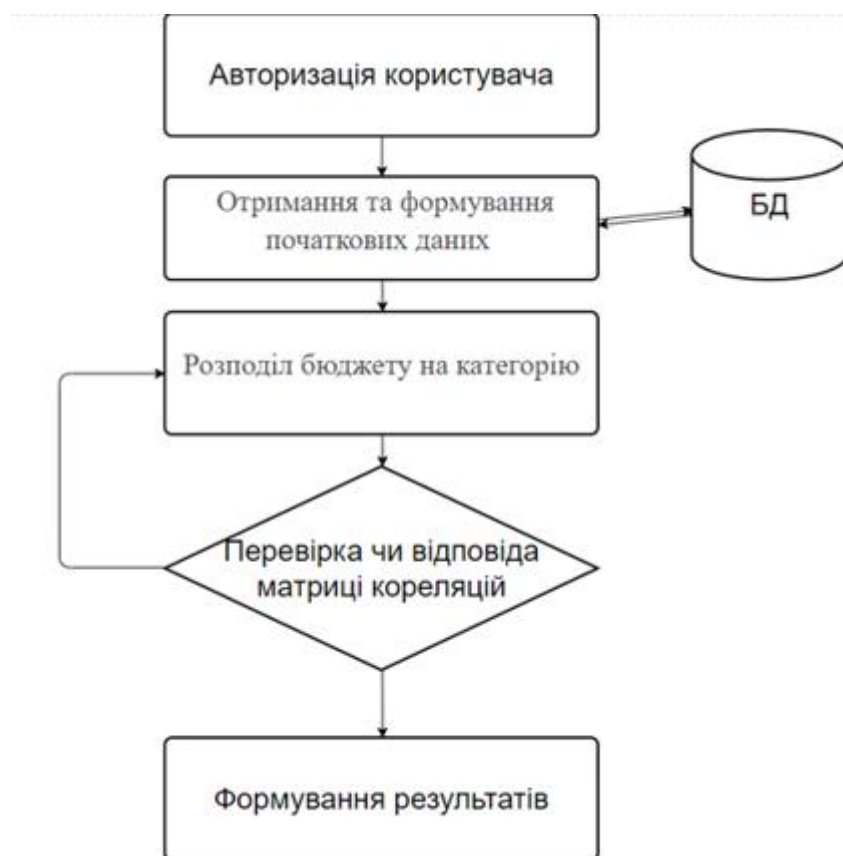 Авторизація користувача
Отримання та формування
початкових даних
БД
Розподіл бюджету на категорію
Перевірка чи відповіда
матриці кореляцій
Формування результатів